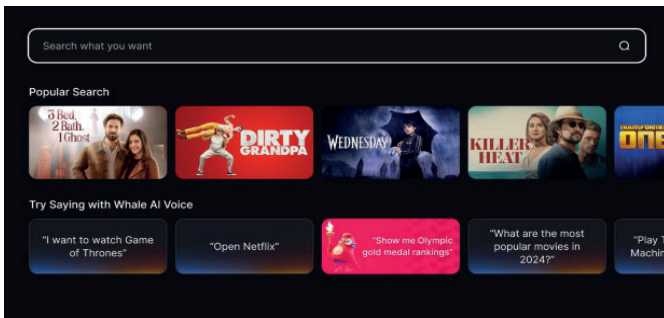 Search what you want
Popular Search
3 Bed,
2 Bath,
1 Ghost
DIRTY
GRANDPA
WEDNESDAY
KILLER
HEAT
TRANSFORMERS
ONE
Try Saying with Whale AI Voice
"I want to watch Game
of Thrones"
"Open Netflix"
"Show me Olympic
gold medal rankings"
"What are the most
popular movies in
2024?"
"Play T
Machin